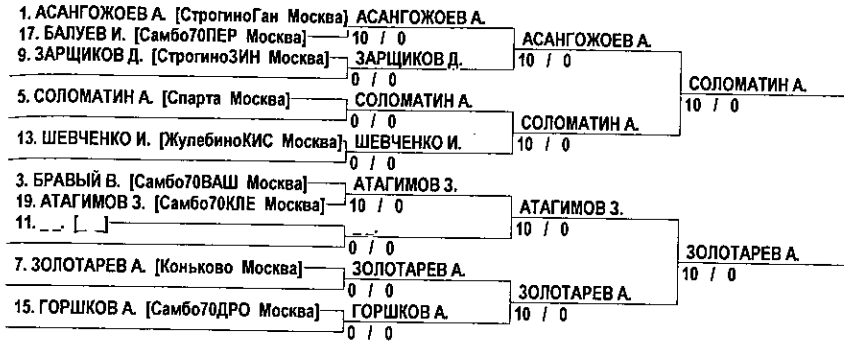 1. АСАНГОЖОЕВ А. [СтрогиноГан Москва] АСАНГОЖОЕВ А.
17. БАЛУЕВ И. [Самбо70ПЕР Москва] 10 / 0 АСАНГОЖОЕВ А.
9. ЗАРЩИКОВ Д. [СтрогиноЗИН Москва] ЗАРЩИКОВ Д. 10 / 0
0 / 0 СОЛОМАТИН А.
5. СОЛОМАТИН А. [Спарта Москва] СОЛОМАТИН А. 10 / 0
0 / 0 СОЛОМАТИН А.
13. ШЕВЧЕНКО И. [ЖулебиноКИС Москва] ШЕВЧЕНКО И. 10 / 0
0 / 0
3. БРАВЫЙ В. [Самбо70ВАШ Москва] АТАГИМОВ З.
19. АТАГИМОВ З. [Самбо70КЛЕ Москва] 10 / 0 АТАГИМОВ З.
11. _ _. [_ _] _ _. 10 / 0
0 / 0 ЗОЛОТАРЕВ А.
7. ЗОЛОТАРЕВ А. [Коньково Москва] ЗОЛОТАРЕВ А. 10 / 0
0 / 0 ЗОЛОТАРЕВ А.
15. ГОРШКОВ А. [Самбо70ДРО Москва] ГОРШКОВ А. 10 / 0
0 / 0